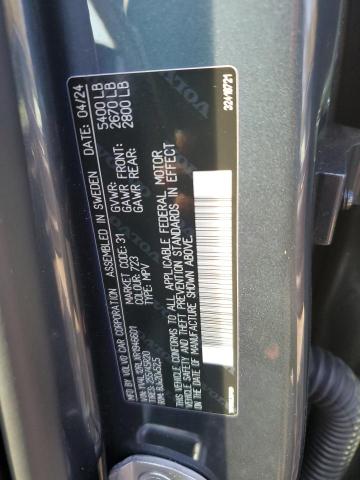 MFD BY VOLVO CAR CORPORATION ASSEMBLED IN SWEDEN DATE: 04/24
MARKET CODE: 31 GVWR: 5400 LB
COLOUR: 723 GAWR FRONT: 2670 LB
TYPE: MPV GAWR REAR: 2800 LB
THIS VEHICLE CONFORMS TO ALL APPLICABLE FEDERAL MOTOR
VEHICLE SAFETY AND THEFT PREVENTION STANDARDS IN EFFECT
ON THE DATE OF MANUFACTURE SHOWN ABOVE.
32410721
VOLVO